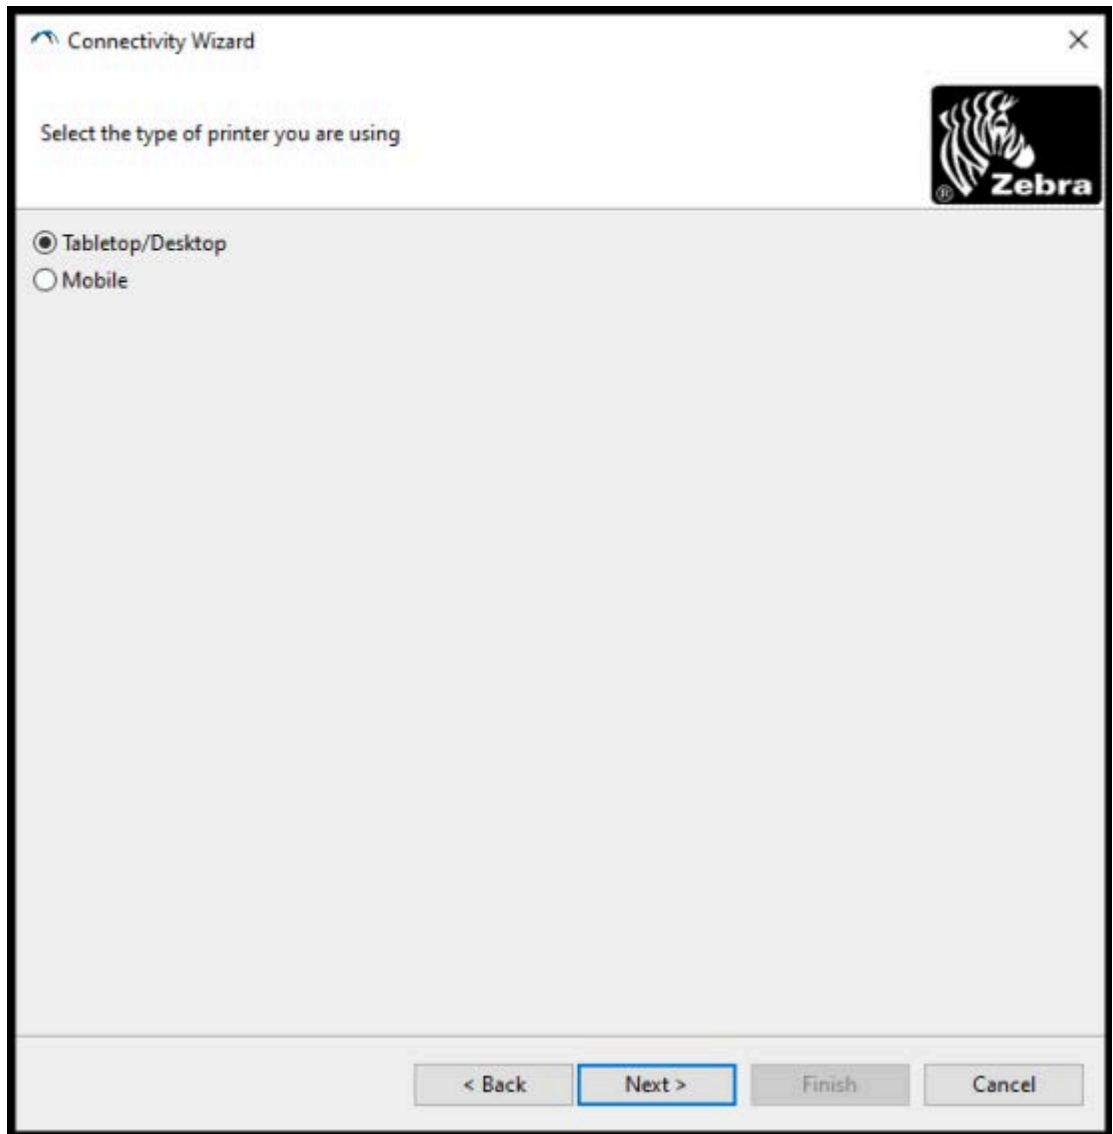 Connectivity Wizard
Select the type of printer you are using
® Zebra
Tabletop/Desktop
Mobile
< Back Next > Finish Cancel